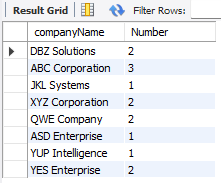 Result Grid Filter Rows:
companyName Number
DBZ Solutions 2
ABC Corporation 3
JKL Systems 1
XYZ Corporation 2
QWE Company 2
ASD Enterprise 1
YUP Intelligence 1
YES Enterprise 2